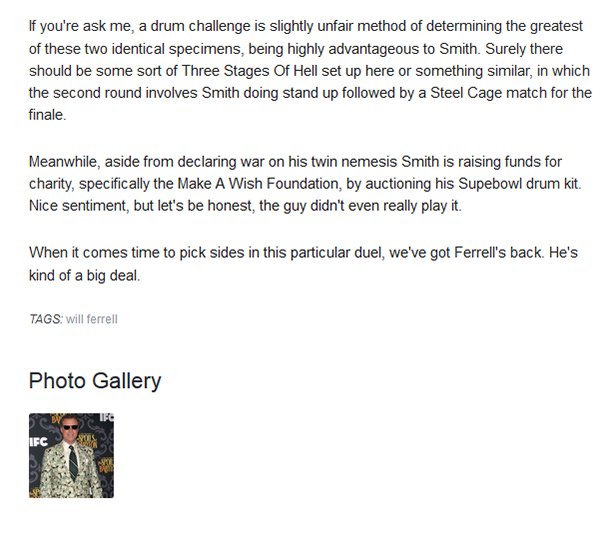 If you're ask me, a drum challenge is slightly unfair method of determining the greatest
of these two identical specimens, being highly advantageous to Smith. Surely there
should be some sort of Three Stages Of Hell set up here or something similar, in which
the second round involves Smith doing stand up followed by a Steel Cage match for the
finale.
Meanwhile, aside from declaring war on his twin nemesis Smith is raising funds for
charity, specifically the Make A Wish Foundation, by auctioning his Supebowl drum kit.
Nice sentiment, but let's be honest, the guy didn't even really play it.
When it comes time to pick sides in this particular duel, we've got Ferrell's back. He's
kind of a big deal.
TAGS: will ferrell
Photo Gallery
IFC
IFC